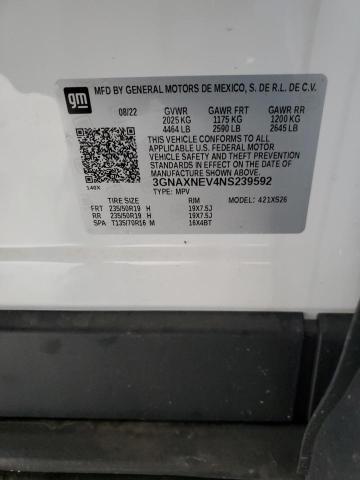 gm
MFD BY GENERAL MOTORS DE MEXICO, S. DE R.L. DE C.V.
08/22 GVWR GAWR FRT GAWR RR
2025 KG 1175 KG 1200 KG
4464 LB 2590 LB 2645 LB
THIS VEHICLE CONFORMS TO ALL APPLICABLE
U.S. FEDERAL MOTOR
VEHICLE SAFETY, BUMPER, AND THEFT PREVENTION
STANDARDS IN EFFECT ON THE DATE OF
MANUFACTURE SHOWN ABOVE.
3GNAXNEV4NS239592
140X TYPE: MPV
TIRE SIZE RIM MODEL: 421XS26
FRT 235/50R19 H 19X7.5J
RR 235/50R19 H 19X7.5J
SPA T135/70R16 M 16X4BT